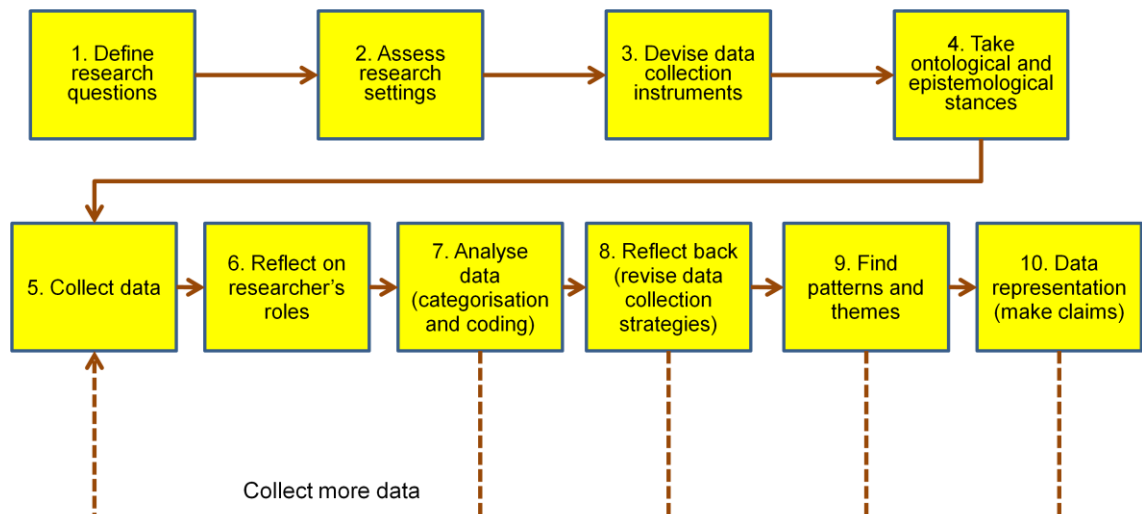 1. Define
research
questions
2. Assess
research
settings
3. Devise data
collection
instruments
4. Take
ontological and
epistemological
stances
5. Collect data
6. Reflect on
researcher's
roles
7. Analyse
data
(categorisation
and coding)
8. Reflect back
(revise data
collection
strategies)
9. Find
patterns and
themes
10. Data
representation
(make claims)
Collect more data